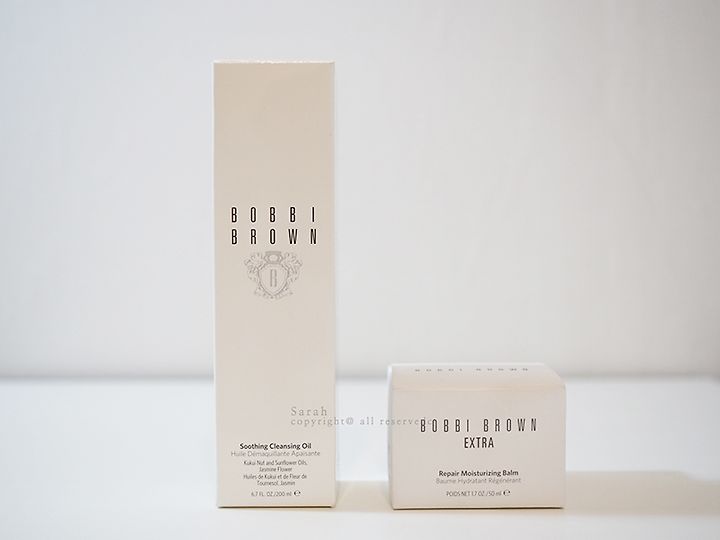 BOBBI
BROWN
B
Soothing Cleansing Oil
Huile Démaquillante Apaisante
Kukui Nut and Sunflower Oils,
Jasmine Flower
Huiles de Kukui et de Fleur de
Tournesol, Jasmin
6.7 FL. OZ./200 ml ℮
Sarah
copyright@ all reserved
BOBBI BROWN
BOBBI BROWN
EXTRA
Repair Moisturizing Balm
Baume Hydratant Régénérant
POIDS NET 1.7 OZ./50 ml ℮